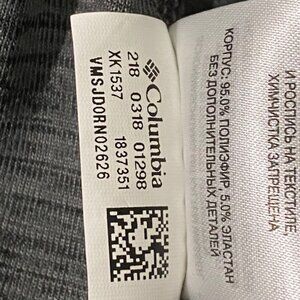 Columbia
218 0318 01298
XK1537 1837351
VMSJDORN02626
КОРПУС: 95.0% ПОЛИЭФИР, 5.0% ЭЛАСТАН
БЕЗ ДОПОЛНИТЕЛЬНЫХ ДЕТАЛЕЙ
И РОСПИСЬ НА ТЕКСТИЛЕ.
ХИМЧИСТКА ЗАПРЕЩЕНА